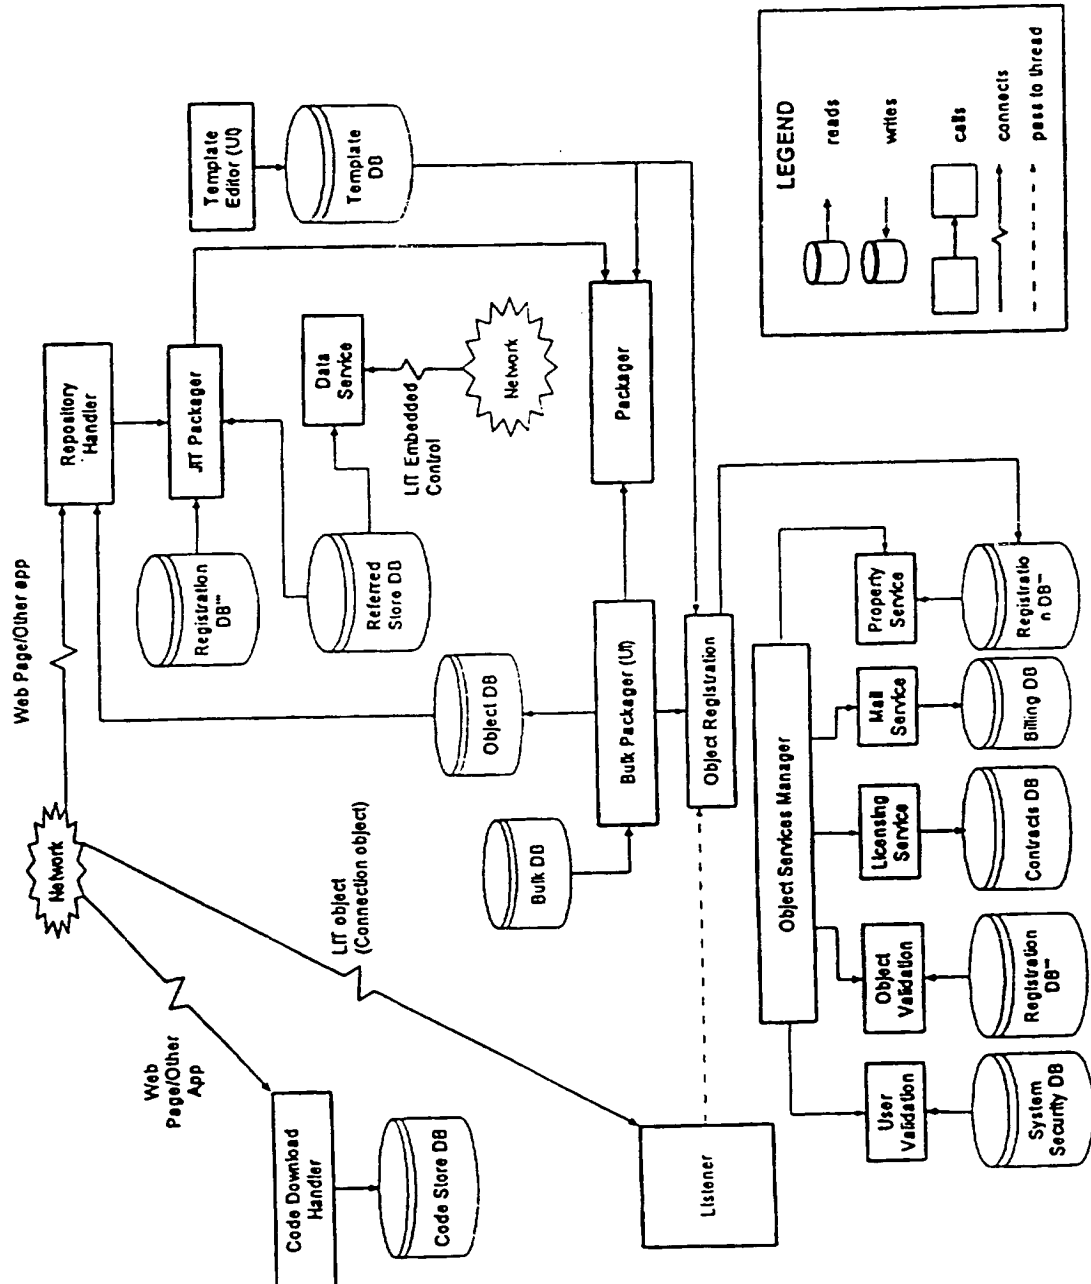 Network
Web
Page/Other
App
Web Page/Other app
Code Download
Handler
Code Store DB
LIT object
(Connection object)
Repository
Handler
Registration
DB***
JIT Packager
Template
Editor (UI)
Template
DB
Referred
Store DB
Data
Service
LIT Embedded
Control
Network
Object DB
Bulk DB
Bulk Packager (UI)
Packager
Listener
Object Registration
Object Services Manager
User
Validation
Object
Validation
Licensing
Service
Mail
Service
Property
Service
System
Security DB
Registration
DB***
Contracts DB
Billing DB
Registratio
n DB***
LEGEND
reads
writes
calls
connects
pass to thread